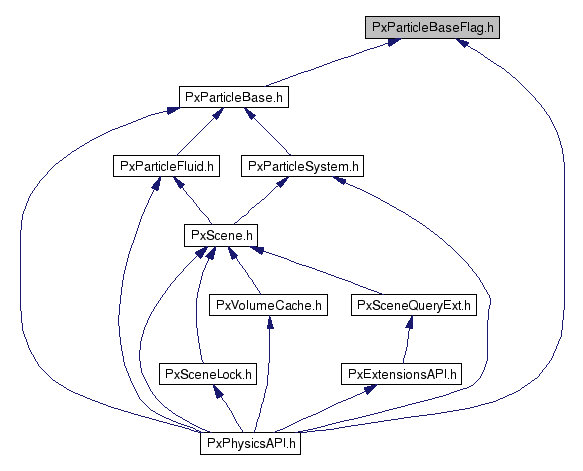 PxParticleBaseFlag.h
PxParticleBase.h
PxParticleFluid.h
PxParticleSystem.h
PxScene.h
PxVolumeCache.h
PxSceneQueryExt.h
PxSceneLock.h
PxExtensionsAPI.h
PxPhysicsAPI.h